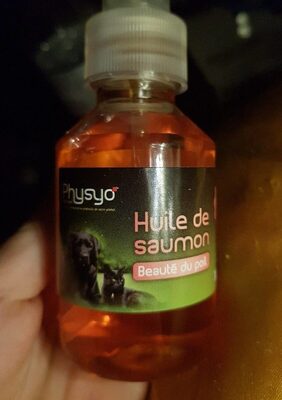 Physyo
Huile de
saumon
Beauté du poil